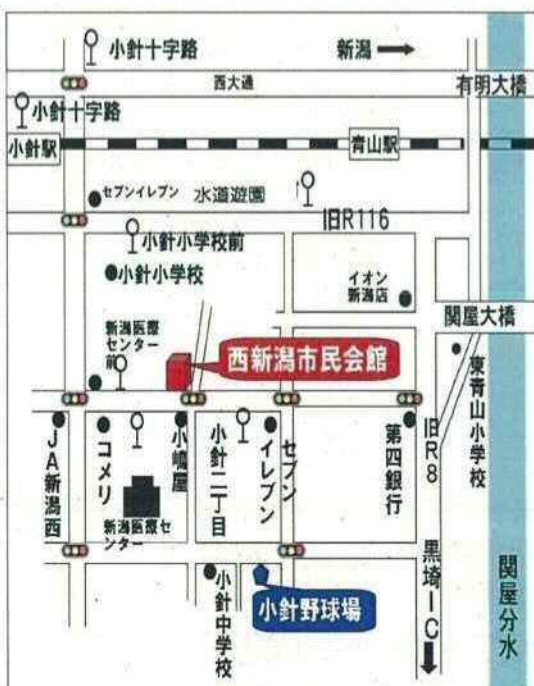 小針十字路
新潟
西大通
有明大橋
小針十字路
小針駅
青山駅
セブンイレブン
水道遊園
旧R116
小針小学校前
小針小学校
イオン
新潟店
関屋大橋
新潟医療
センター
前
西新潟市民会館
東青山小学校
JA新潟西
コメリ
小嶋屋
小針二丁目
セブン
イレブン
第四銀行
旧R8
新潟医療セ
ンター
小針中学校
小針野球場
黒埼IC
関屋分水